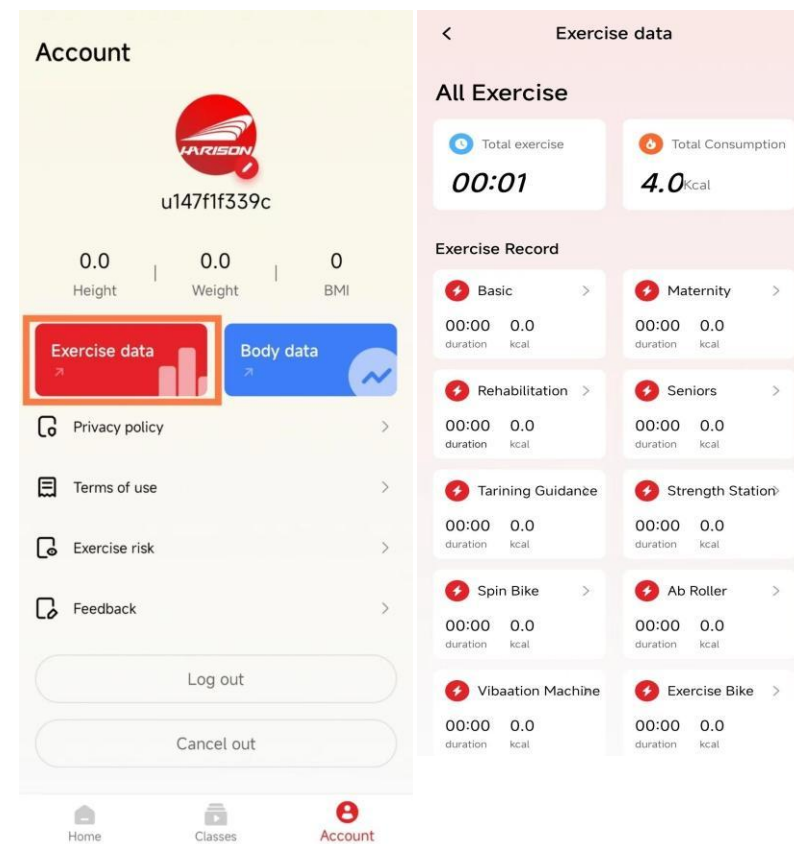 Account
HARISON
u147f1f339c
0.0 0.0 0
Height Weight BMI
Exercise data
Body data
Privacy policy
Terms of use
Exercise risk
Feedback
Log out
Cancel out
Home Classes Account
Exercise data
All Exercise
Total exercise
00:01
Total Consumption
4.0Kcal
Exercise Record
Basic
00:00 0.0
duration kcal
Maternity
00:00 0.0
duration kcal
Rehabilitation
00:00 0.0
duration kcal
Seniors
00:00 0.0
duration kcal
Tarining Guidance
00:00 0.0
duration kcal
Strength Station
00:00 0.0
duration kcal
Spin Bike
00:00 0.0
duration kcal
Ab Roller
00:00 0.0
duration kcal
Vibaation Machine
00:00 0.0
duration kcal
Exercise Bike
00:00 0.0
duration kcal